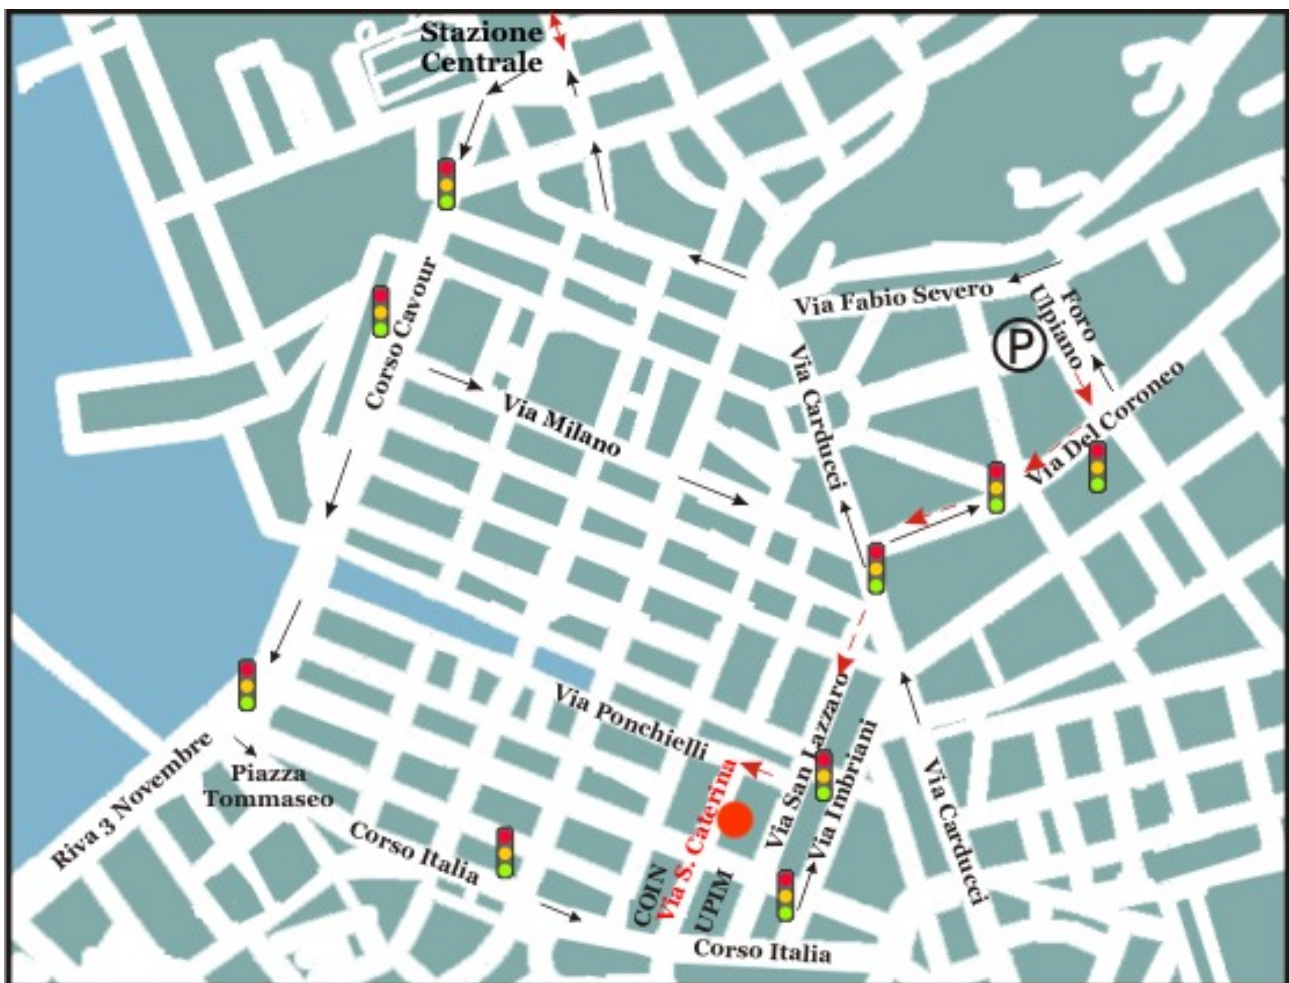 Stazione
Centrale
Corso Cavour
Via Milano
Via Fabio Severo
Foro
Ulpiano
P
Via Carducci
Via Del Coroneo
Via Ponchielli
Via San Lazzaro
Via Imbriani
Via S. Caterina
Via Carducci
Riva 3 Novembre
Piazza
Tommaseo
Corso Italia
COIN
UPIM
Corso Italia